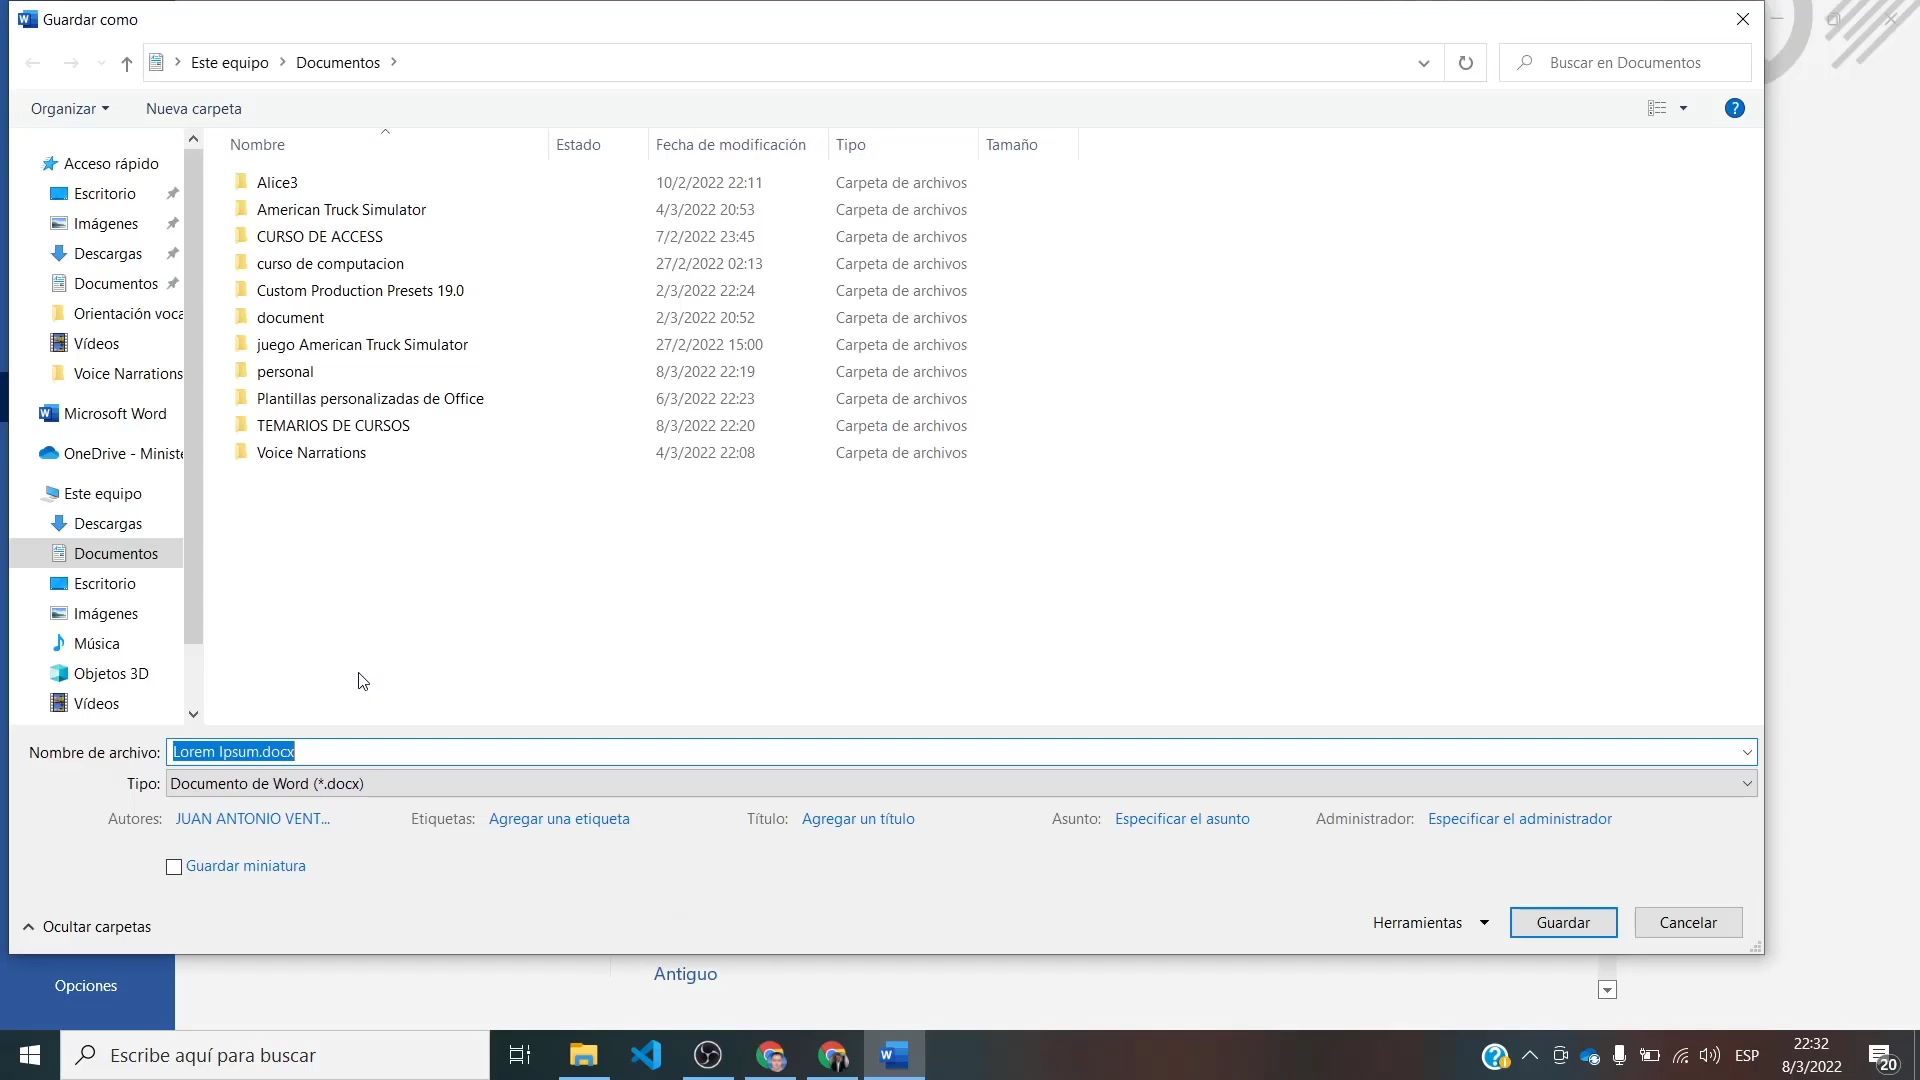 Guardar como
Este equipo > Documentos >
Buscar en Documentos
Organizar
Nueva carpeta
?
Nombre Estado Fecha de modificación Tipo Tamaño
Alice3 10/2/2022 22:11 Carpeta de archivos
American Truck Simulator 4/3/2022 20:53 Carpeta de archivos
CURSO DE ACCESS 7/2/2022 23:45 Carpeta de archivos
curso de computacion 27/2/2022 02:13 Carpeta de archivos
Custom Production Presets 19.0 2/3/2022 22:24 Carpeta de archivos
document 2/3/2022 20:52 Carpeta de archivos
juego American Truck Simulator 27/2/2022 15:00 Carpeta de archivos
personal 8/3/2022 22:19 Carpeta de archivos
Plantillas personalizadas de Office 6/3/2022 22:23 Carpeta de archivos
TEMARIOS DE CURSOS 8/3/2022 22:20 Carpeta de archivos
Voice Narrations 4/3/2022 22:08 Carpeta de archivos
Acceso rápido
Escritorio
Imágenes
Descargas
Documentos
Orientación voca
Vídeos
Voice Narrations
Microsoft Word
OneDrive - Ministe
Este equipo
Descargas
Documentos
Escritorio
Imágenes
Música
Objetos 3D
Vídeos
Nombre de archivo: Lorem Ipsum.docx
Tipo: Documento de Word (*.docx)
Autores: JUAN ANTONIO VENT... Etiquetas: Agregar una etiqueta Título: Agregar un título Asunto: Especificar el asunto Administrador: Especificar el administrador
Guardar miniatura
Ocultar carpetas
Herramientas
Guardar
Cancelar
Opciones
Antiguo
Escribe aquí para buscar
ESP
22:32
8/3/2022
20